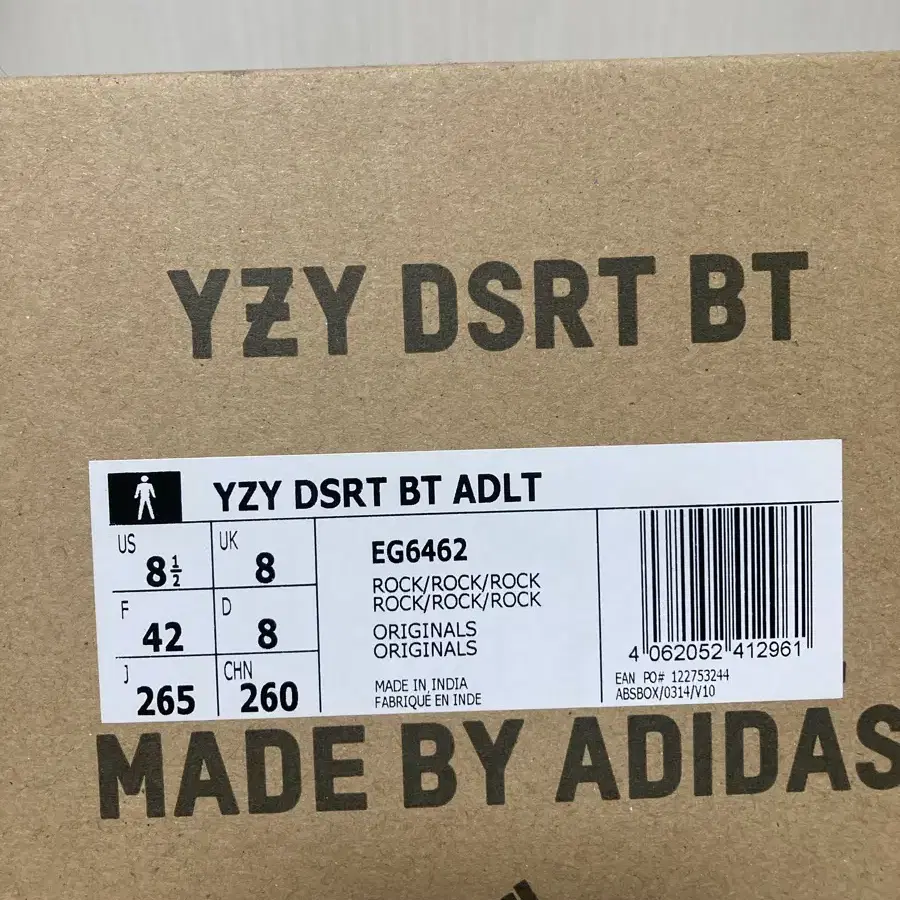 YZY DSRT BT
YZY DSRT BT ADLT
US 8½ UK 8
F 42 D 8
J 265 CHN 260
EG6462
ROCK/ROCK/ROCK
ROCK/ROCK/ROCK
ORIGINALS
ORIGINALS
MADE IN INDIA
FABRIQUÉ EN INDE
4 062052 412961
EAN PO# 122753244
ABSBOX/0314/V10
MADE BY ADIDAS